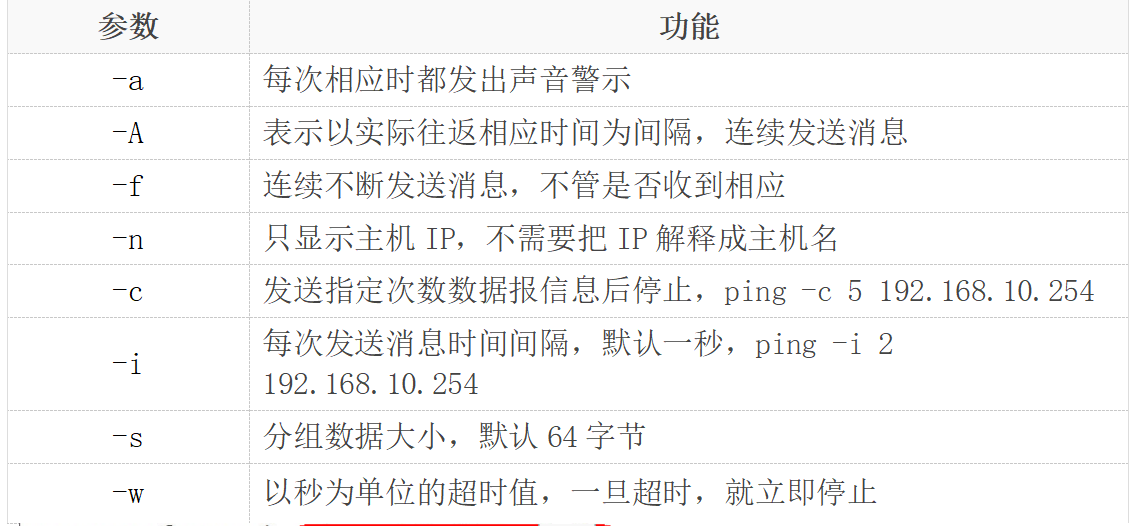 参数 功能
-a 每次相应时都发出声音警示
-A 表示以实际往返相应时间为间隔，连续发送消息
-f 连续不断发送消息，不管是否收到相应
-n 只显示主机 IP，不需要把 IP 解释成主机名
-c 发送指定次数数据报信息后停止，ping -c 5 192.168.10.254
-i 每次发送消息时间间隔，默认一秒，ping -i 2
192.168.10.254
-s 分组数据大小，默认 64 字节
-w 以秒为单位的超时值，一旦超时，就立即停止